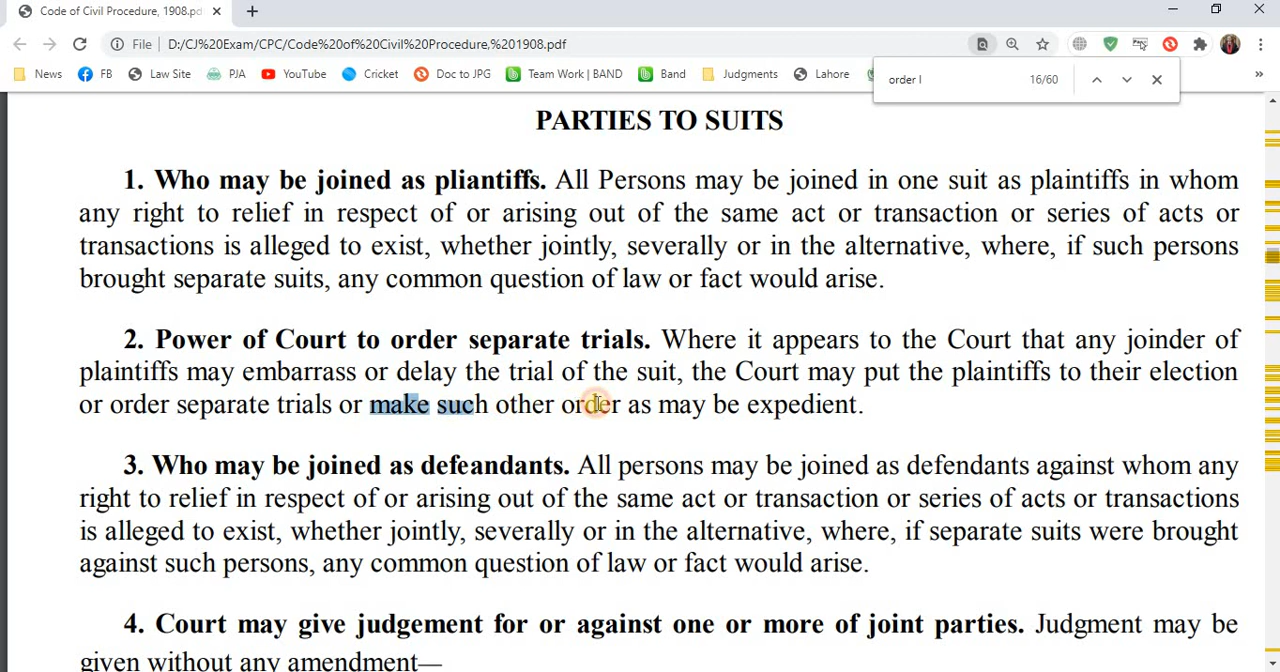 Code of Civil Procedure, 1908.pd
File D:/CJ%20Exam/CPC/Code%20of%20Civil%20Procedure,%201908.pdf
News FB Law Site PJA YouTube Cricket Doc to JPG Team Work | BAND Band Judgments Lahore »
order I 16/60
PARTIES TO SUITS
1. Who may be joined as pliantiffs. All Persons may be joined in one suit as plaintiffs in whom
any right to relief in respect of or arising out of the same act or transaction or series of acts or
transactions is alleged to exist, whether jointly, severally or in the alternative, where, if such persons
brought separate suits, any common question of law or fact would arise.
2. Power of Court to order separate trials. Where it appears to the Court that any joinder of
plaintiffs may embarrass or delay the trial of the suit, the Court may put the plaintiffs to their election
or order separate trials or make such other order as may be expedient.
3. Who may be joined as defeandants. All persons may be joined as defendants against whom any
right to relief in respect of or arising out of the same act or transaction or series of acts or transactions
is alleged to exist, whether jointly, severally or in the alternative, where, if separate suits were brought
against such persons, any common question of law or fact would arise.
4. Court may give judgement for or against one or more of joint parties. Judgment may be
given without any amendment—